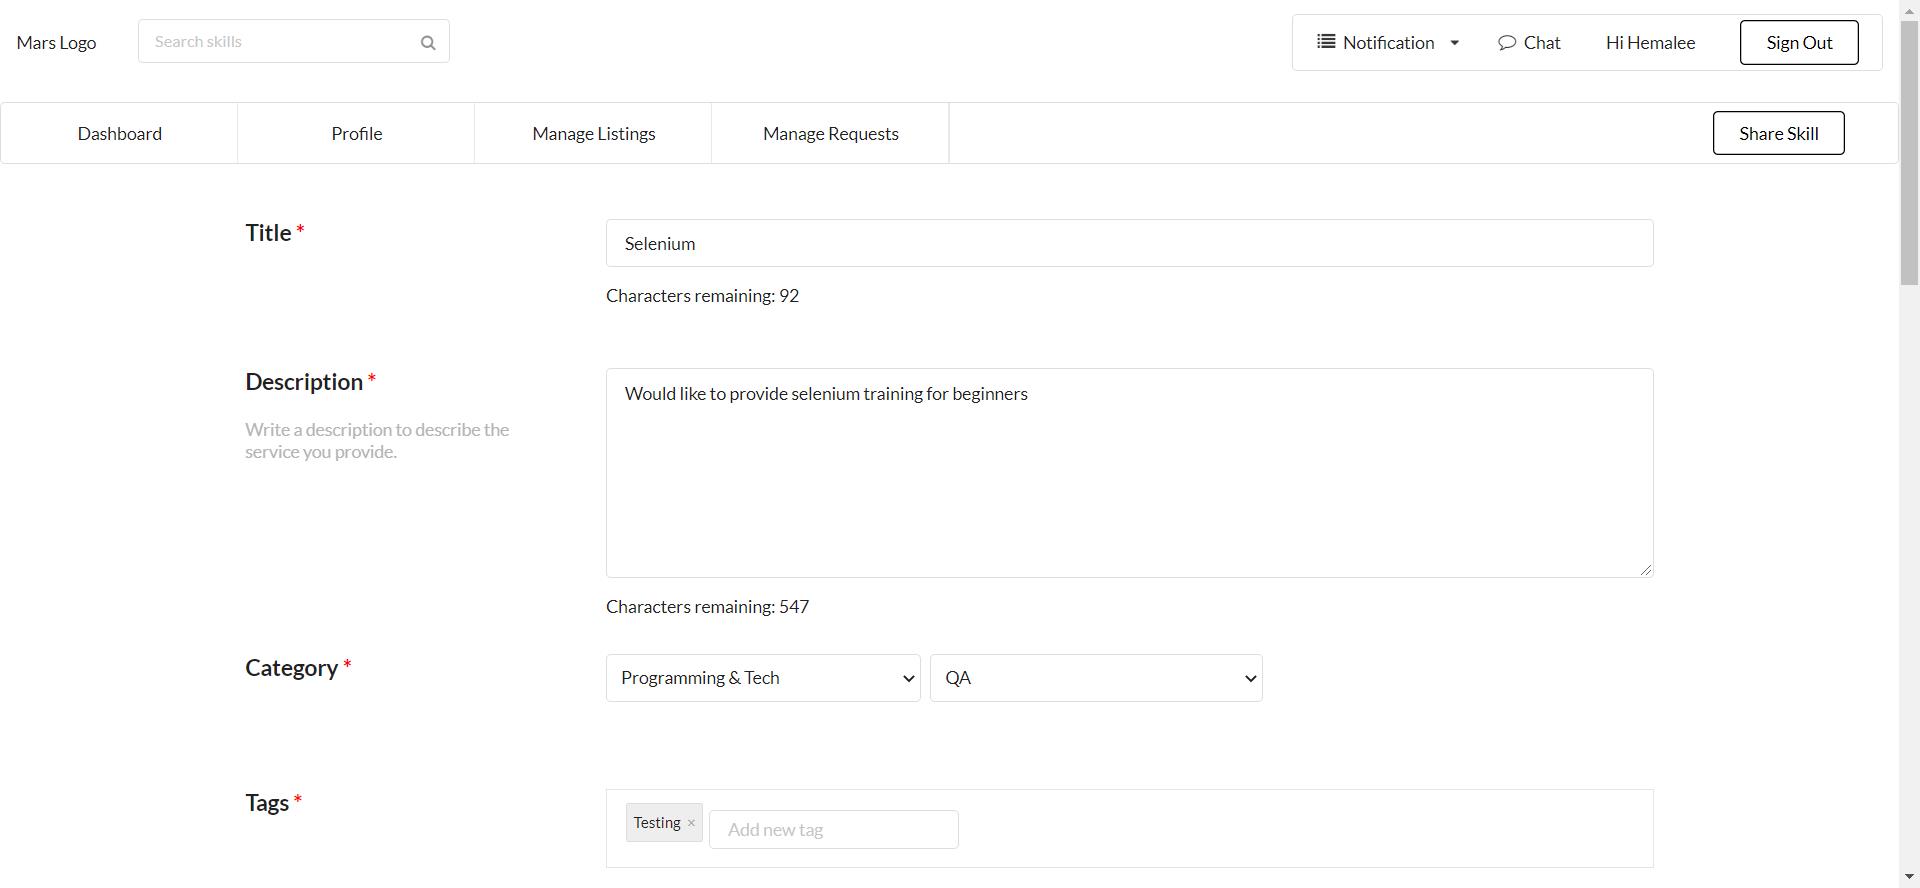 Mars Logo
Search skills
Notification
Chat
Hi Hemalee
Sign Out
Dashboard
Profile
Manage Listings
Manage Requests
Share Skill
Title *
Selenium
Characters remaining: 92
Description *
Write a description to describe the
service you provide.
Would like to provide selenium training for beginners
Characters remaining: 547
Category *
Programming & Tech
QA
Tags *
Testing ×
Add new tag